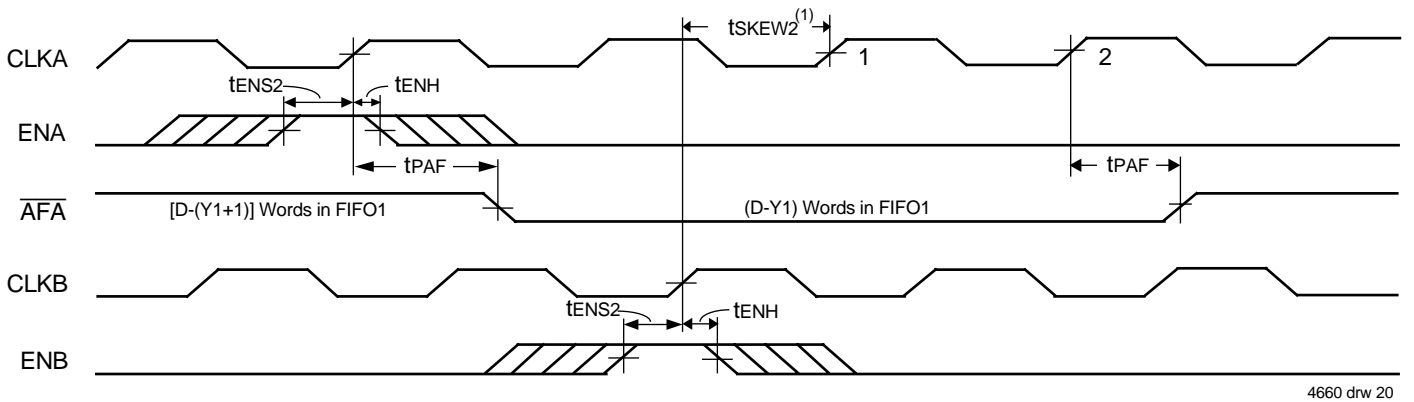 tSKEW2(1)
CLKA
1
2
tENS2
tENH
ENA
tPAF
tPAF
AFA
[D-(Y1+1)] Words in FIFO1
(D-Y1) Words in FIFO1
CLKB
tENS2
tENH
ENB
4660 drw 20